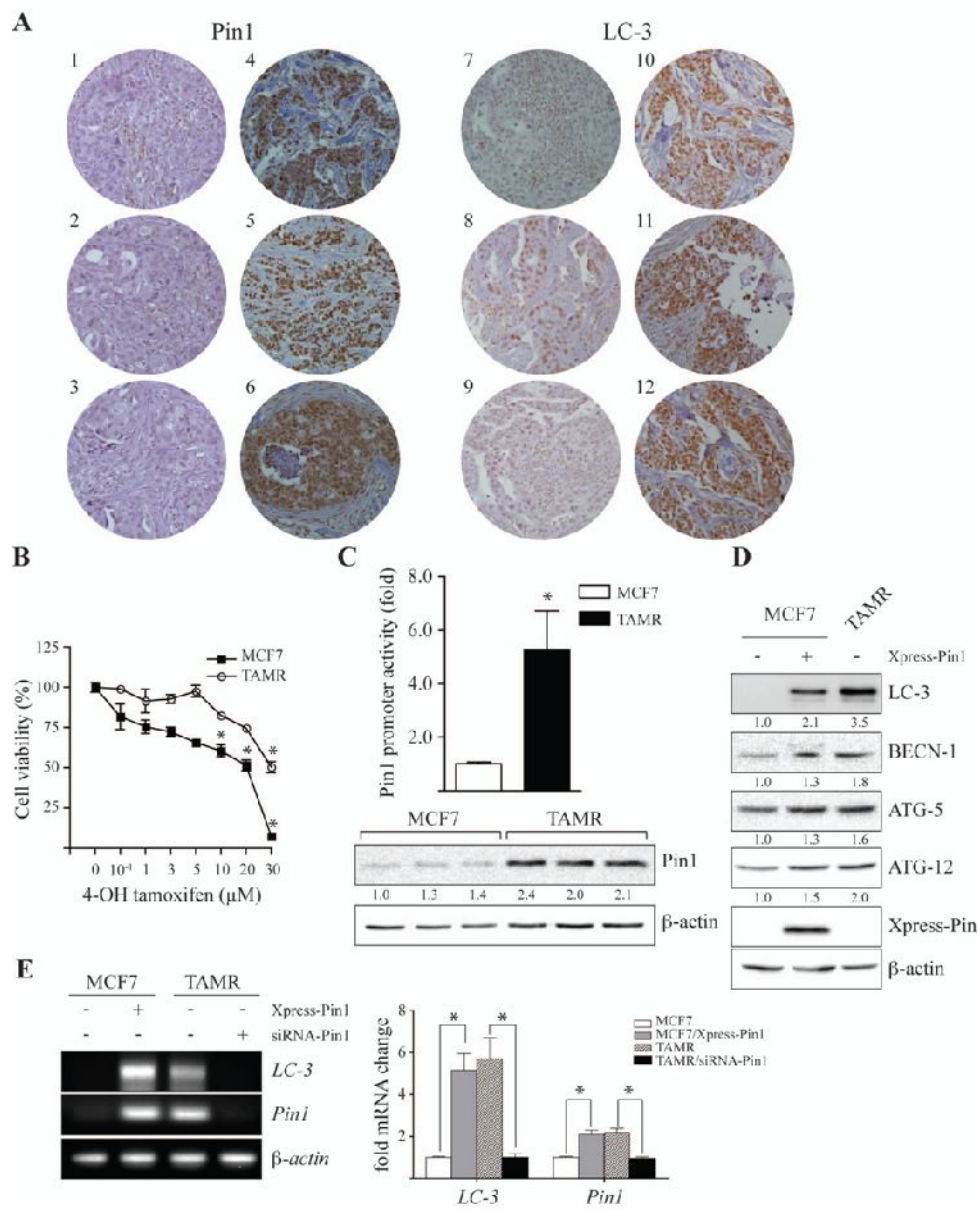 A
Pin1 LC-3
1 4 7 10
2 5 8 11
3 6 9 12
B
125
100
75
50
25
Cell viability (%)
MCF7
TAMR
* * * *
0 10⁻¹ 1 3 5 10 20 30
4-OH tamoxifen (µM)
C
8.0
6.0
4.0
2.0
Pin1 promoter activity (fold)
*
MCF7
TAMR
MCF7 TAMR
Pin1
1.0 1.3 1.4 2.4 2.0 2.1
β-actin
D
MCF7 TAMR
- + - Xpress-Pin1
LC-3
1.0 2.1 3.5
BECN-1
1.0 1.3 1.8
ATG-5
1.0 1.3 1.6
ATG-12
1.0 1.5 2.0
Xpress-Pin
β-actin
E
MCF7 TAMR
- + - - Xpress-Pin1
- - - + siRNA-Pin1
LC-3
Pin1
β-actin
8
6
4
2
fold mRNA change
* * * *
MCF7
MCF7/Xpress-Pin1
TAMR
TAMR/siRNA-Pin1
LC-3 Pin1